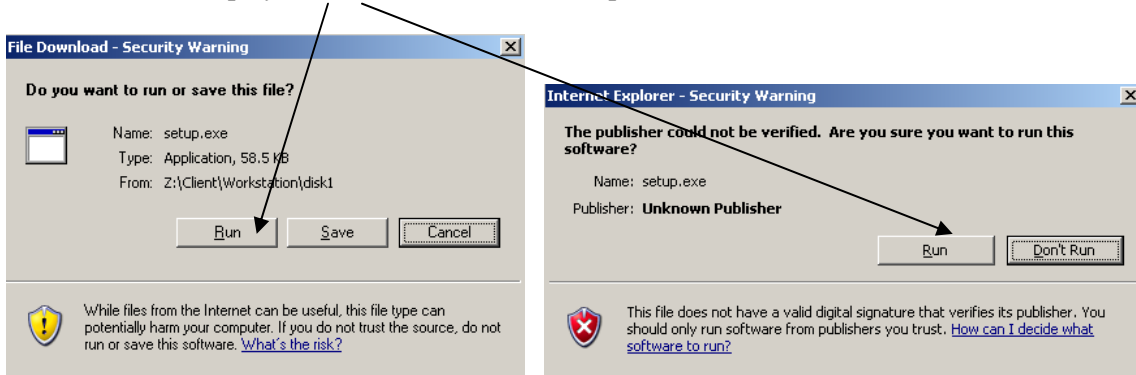 File Download - Security Warning
Do you want to run or save this file?
Name: setup.exe
Type: Application, 58.5 KB
From: Z:\Client\Workstation\disk1
Run Save Cancel
While files from the Internet can be useful, this file type can
potentially harm your computer. If you do not trust the source, do not
run or save this software. What's the risk?
Internet Explorer - Security Warning
The publisher could not be verified. Are you sure you want to run this
software?
Name: setup.exe
Publisher: Unknown Publisher
Run Don't Run
This file does not have a valid digital signature that verifies its publisher. You
should only run software from publishers you trust. How can I decide what
software to run?